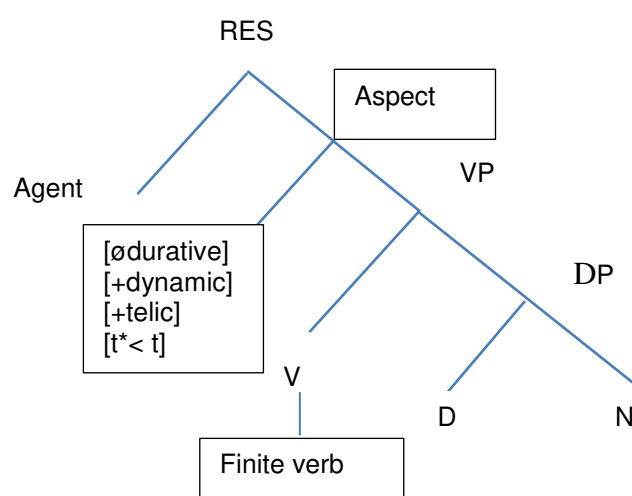 RES
Aspect
VP
Agent
[ødurative]
[+dynamic]
[+telic]
[t*< t]
DP
V
D
N
Finite verb